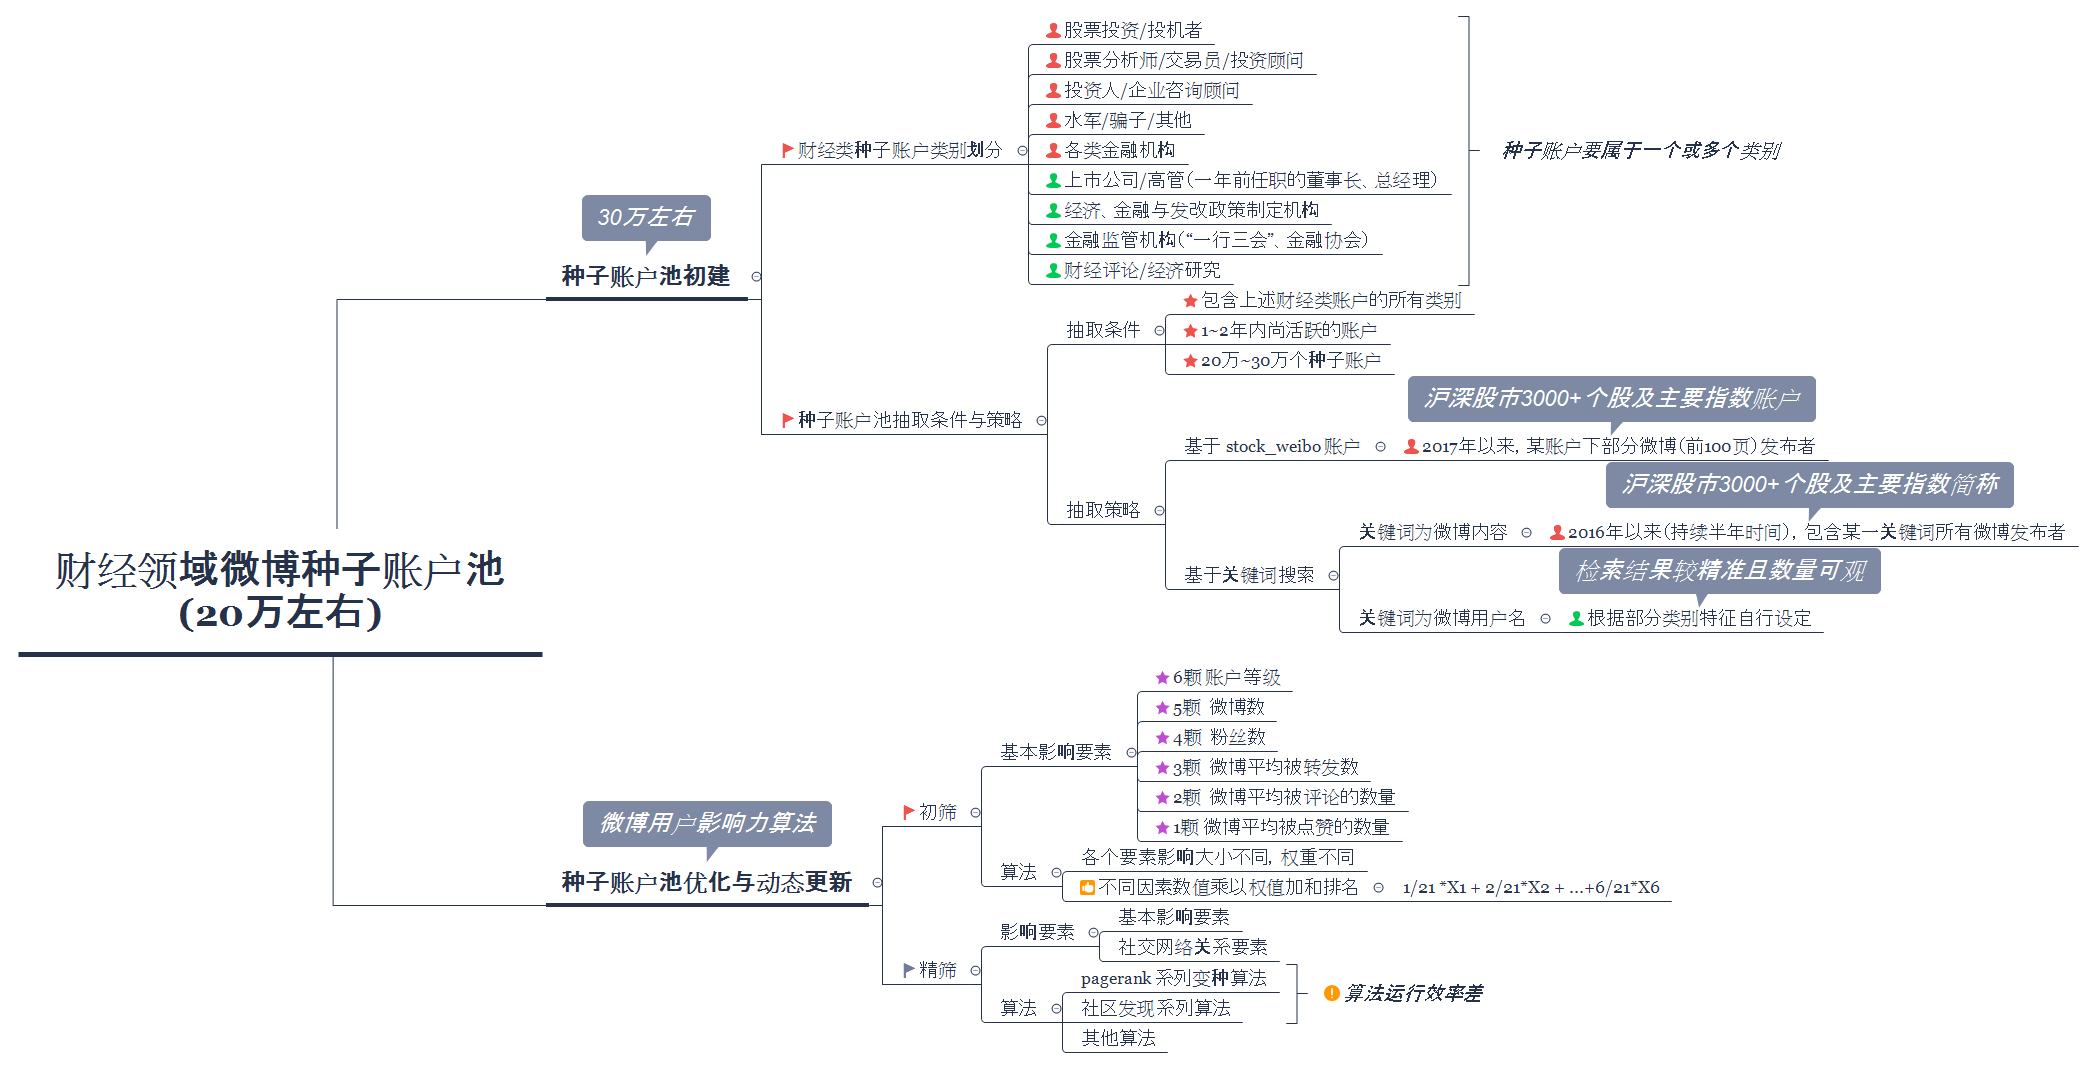 财经领域微博种子账户池
(20万左右)
30万左右
种子账户池初建
财经类种子账户类别划分
股票投资/投机者
股票分析师/交易员/投资顾问
投资人/企业咨询顾问
水军/骗子/其他
各类金融机构
上市公司/高管(一年前任职的董事长、总经理)
经济、金融与发改政策制定机构
金融监管机构(“一行三会”、金融协会)
财经评论/经济研究
种子账户要属于一个或多个类别
种子账户池抽取条件与策略
抽取条件
包含上述财经类账户的所有类别
1~2年内尚活跃的账户
20万~30万个种子账户
抽取策略
基于 stock_weibo 账户
沪深股市3000+个股及主要指数账户
2017年以来, 某账户下部分微博(前100页)发布者
基于关键词搜索
关键词为微博内容
沪深股市3000+个股及主要指数简称
2016年以来(持续半年时间), 包含某一关键词所有微博发布者
关键词为微博用户名
检索结果较精准且数量可观
根据部分类别特征自行设定
微博用户影响力算法
种子账户池优化与动态更新
初筛
基本影响要素
6颗 账户等级
5颗 微博数
4颗 粉丝数
3颗 微博平均被转发数
2颗 微博平均被评论的数量
1颗 微博平均被点赞的数量
算法
各个要素影响大小不同, 权重不同
不同因素数值乘以权值加和排名
1/21 *X1 + 2/21*X2 + ...+6/21*X6
精筛
影响要素
基本影响要素
社交网络关系要素
算法
pagerank 系列变种算法
社区发现系列算法
其他算法
算法运行效率差